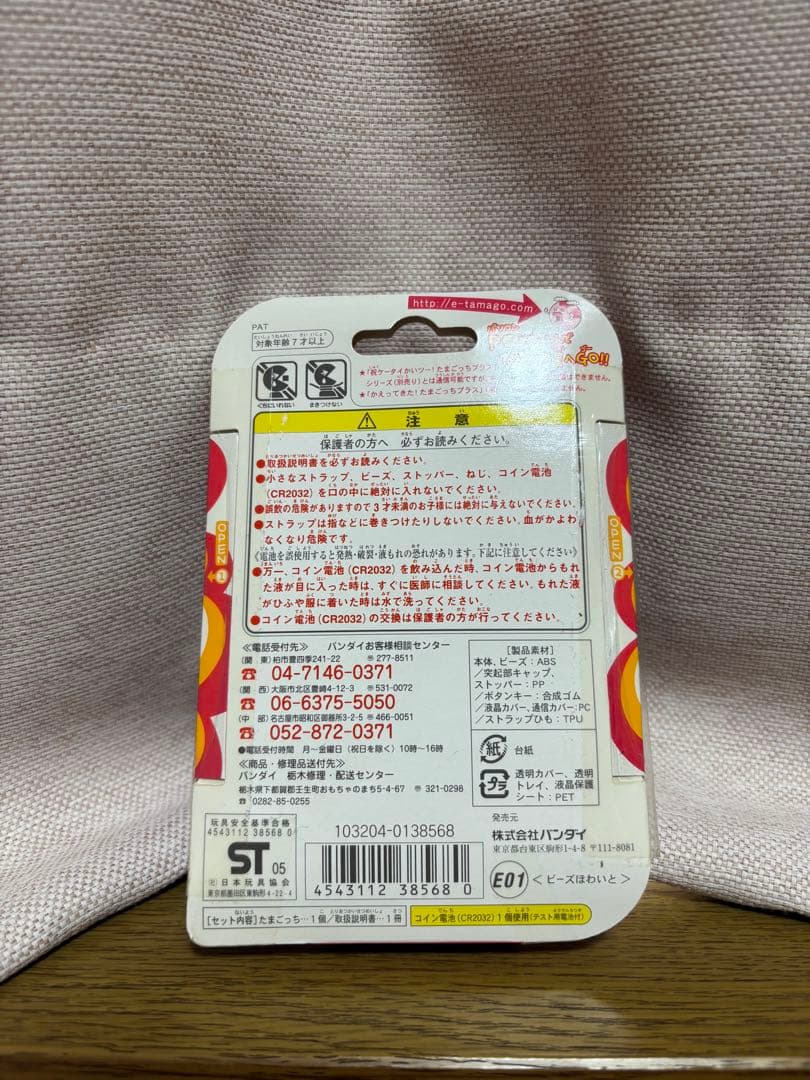 http://e-tamago.com
PAT
対象年齢7才以上
くちにいれない
まきつけない
GO!!
★「祝ケータイかいツー!たまごっちプラス」
シリーズ(別売り)とは通信可能ですが、
★「かえってきた!たまごっちプラス」
できません。
せん。
注意
保護者の方へ 必ずお読みください。
●取扱説明書を必ずお読みください。
●小さなストラップ、ビーズ、ストッパー、ねじ、コイン電池
(CR2032)を口の中に絶対に入れないでください。
●誤飲の危険がありますので3才未満のお子様には絶対に与えないでください。
●ストラップは指などに巻きつけたりしないでください。血がかよわ
なくなり危険です。
《電池を誤使用すると発熱・破裂・液もれの恐れがあります。下記に注意してください》
●万一、コイン電池(CR2032)を飲み込んだ時、コイン電池からもれ
た液が目に入った時は、すぐに医師に相談してください。もれた液
がひふや服に着いた時は水で洗ってください。
●コイン電池(CR2032)の交換は保護者の方が行ってください。
OPEN 1
OPEN 2
≪電話受付先≫ バンダイお客様相談センター
(関 東)柏市豊四季241-22 〒277-8511
04-7146-0371
(関 西)大阪市北区豊崎4-12-3 〒531-0072
06-6375-5050
(中 部)名古屋市昭和区御器所3-2-5 〒466-0051
052-872-0371
●電話受付時間 月〜金曜日(祝日を除く)10時〜16時
≪商品・修理品送付先≫
バンダイ 栃木修理・配送センター
栃木県下都賀郡壬生町おもちゃのまち5-4-67 〒321-0298
☎0282-85-0255
[製品素材]
本体、ビーズ:ABS
/突起部キャップ、
ストッパー:PP
/ボタンキー:合成ゴム
/液晶カバー、通信カバー:PC
/ストラップひも:TPU
紙 台紙
プラ
透明カバー、透明
トレイ、液晶保護
シート:PET
玩具安全基準合格
4543112 38568 0
ST 05
日本玩具協会
東京都墨田区東駒形4-22-4
103204-0138568
4543112 385680
発売元
株式会社バンダイ
東京都台東区駒形1-4-8 〒111-8081
E01 <ビーズほわいと>
[セット内容]たまごっち…1個/取扱説明書…1冊
コイン電池(CR2032)1個使用(テスト用電池付)